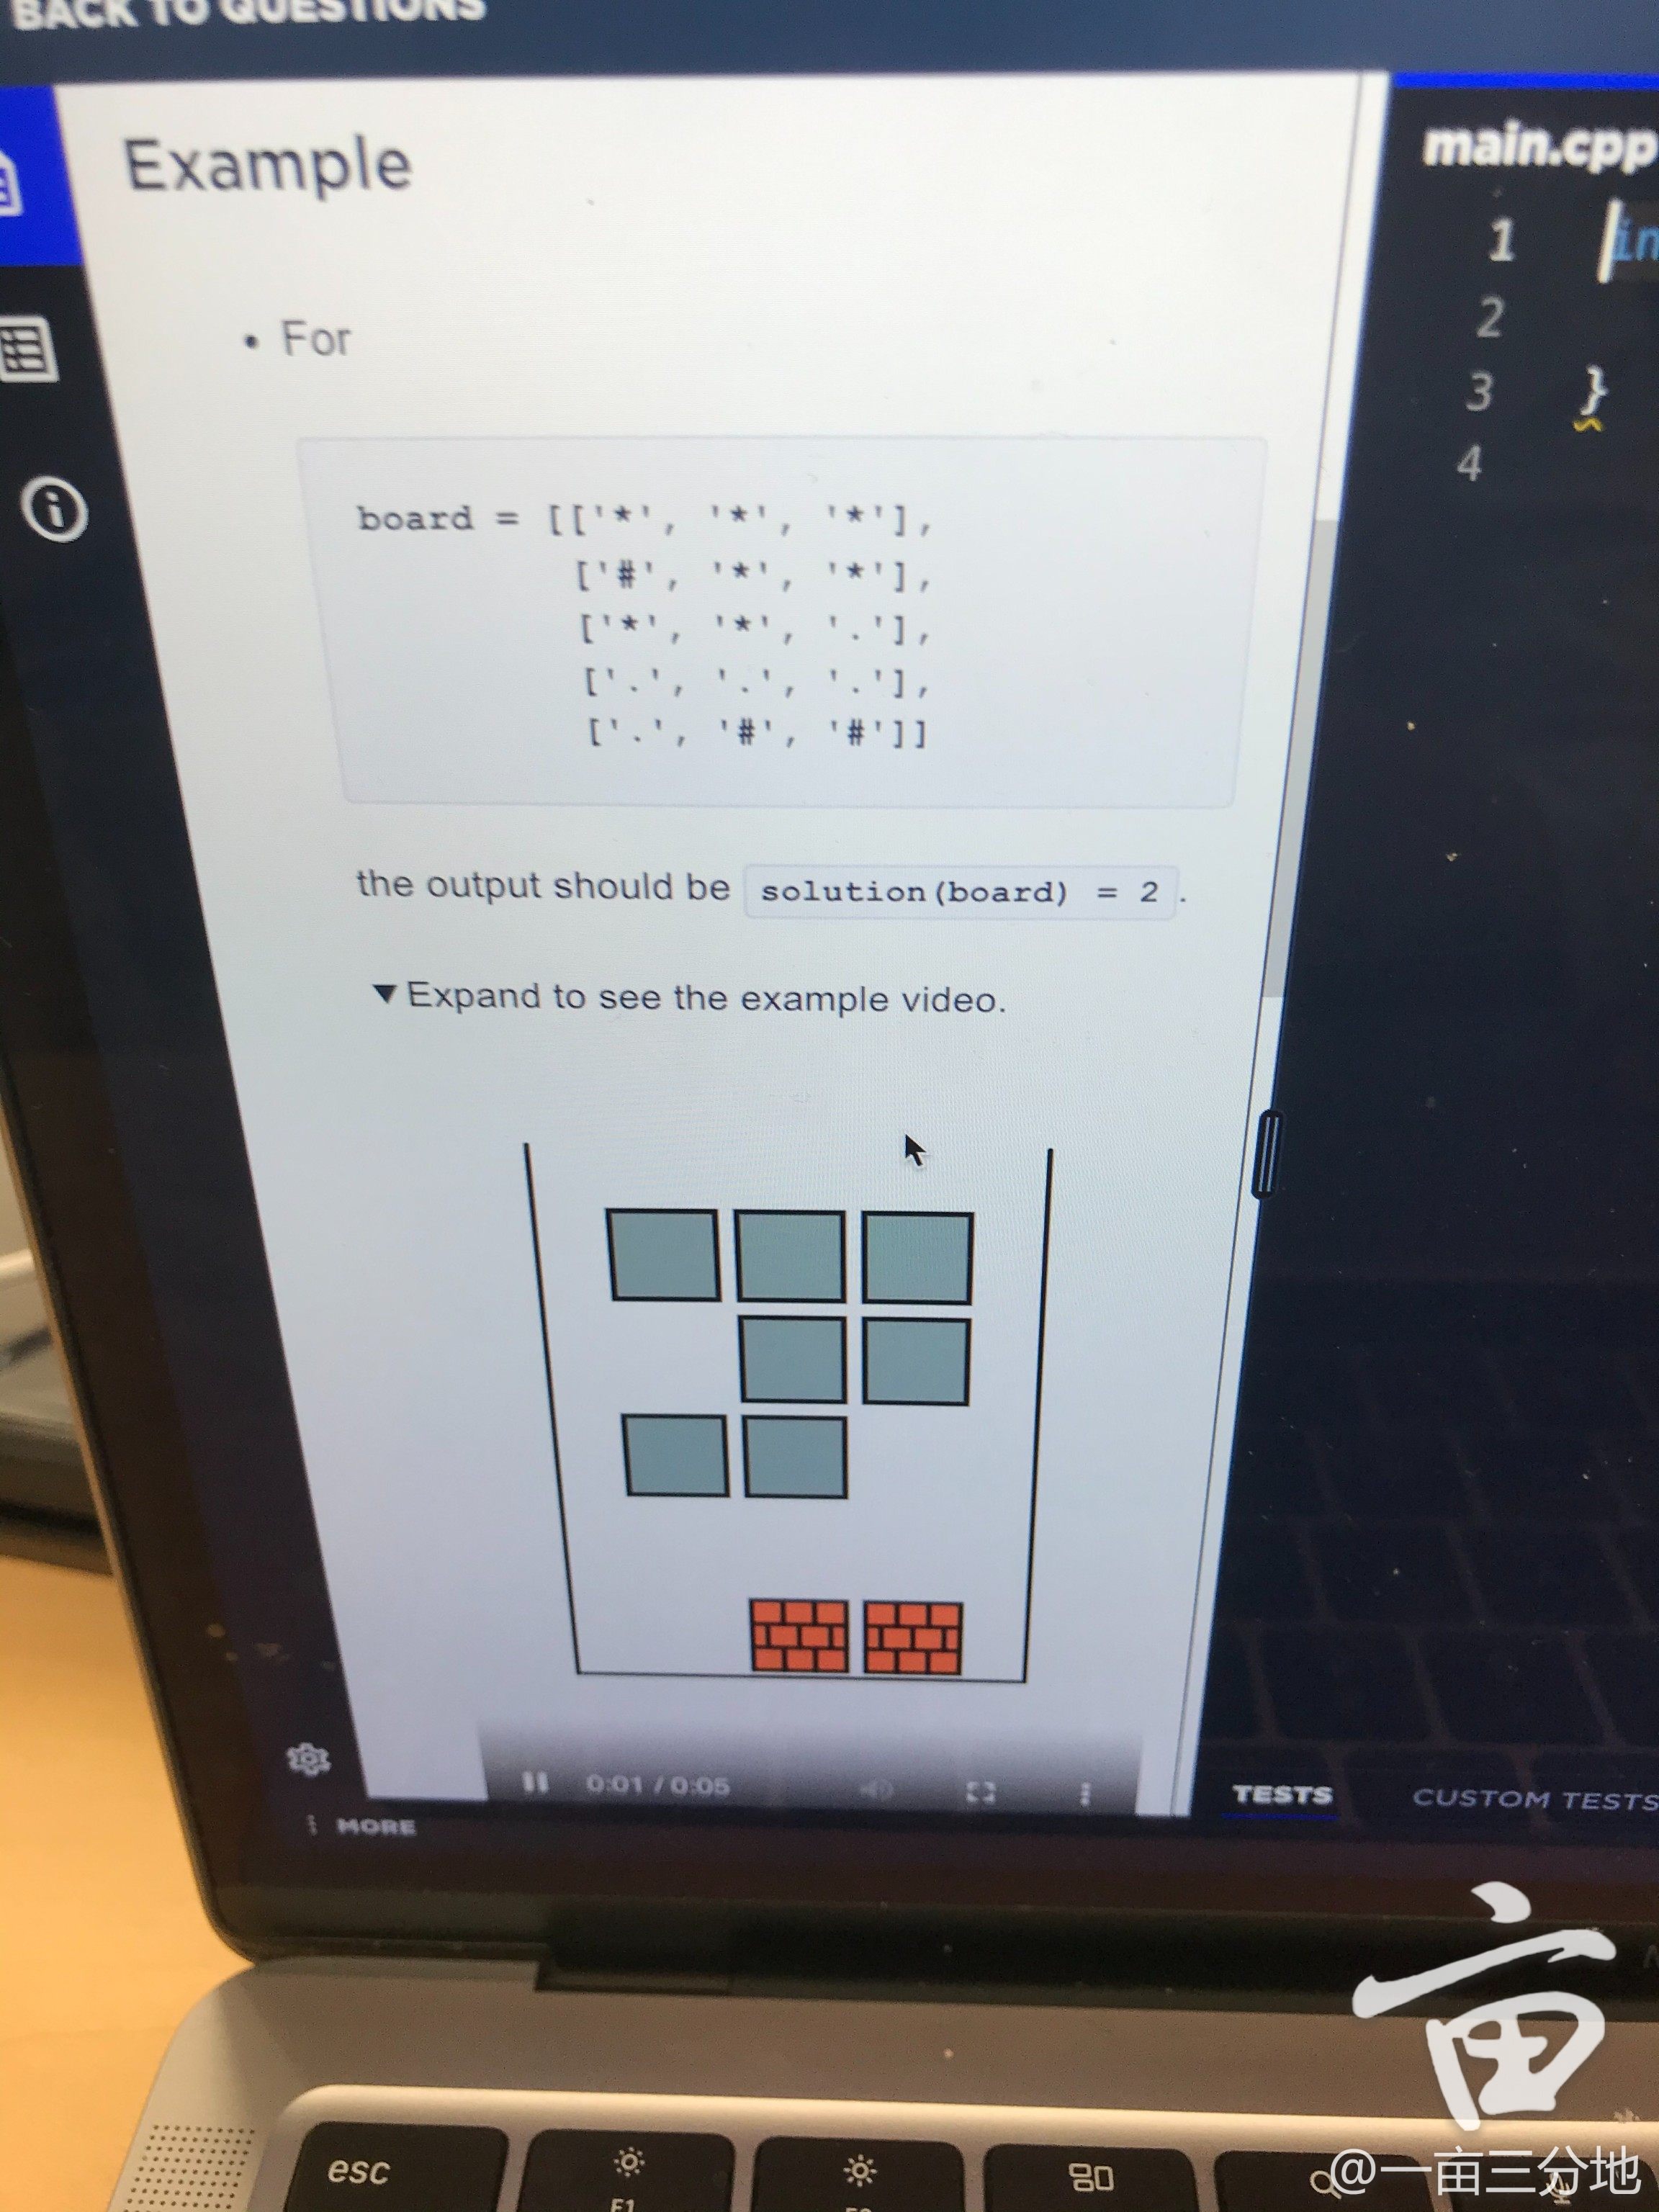 BACK TO QUESTIONS
Example
• For
board = [['*', '*', '*'],
['#', '*', '*'],
['*', '*', '.'],
['.', '.', '.'],
['.', '#', '#']]
the output should be solution(board) = 2 .
▼ Expand to see the example video.
0:01 / 0:05
MORE
main.cpp
1 in
2
3 }
4
TESTS
CUSTOM TESTS
esc
F1
亩
@一亩三分地